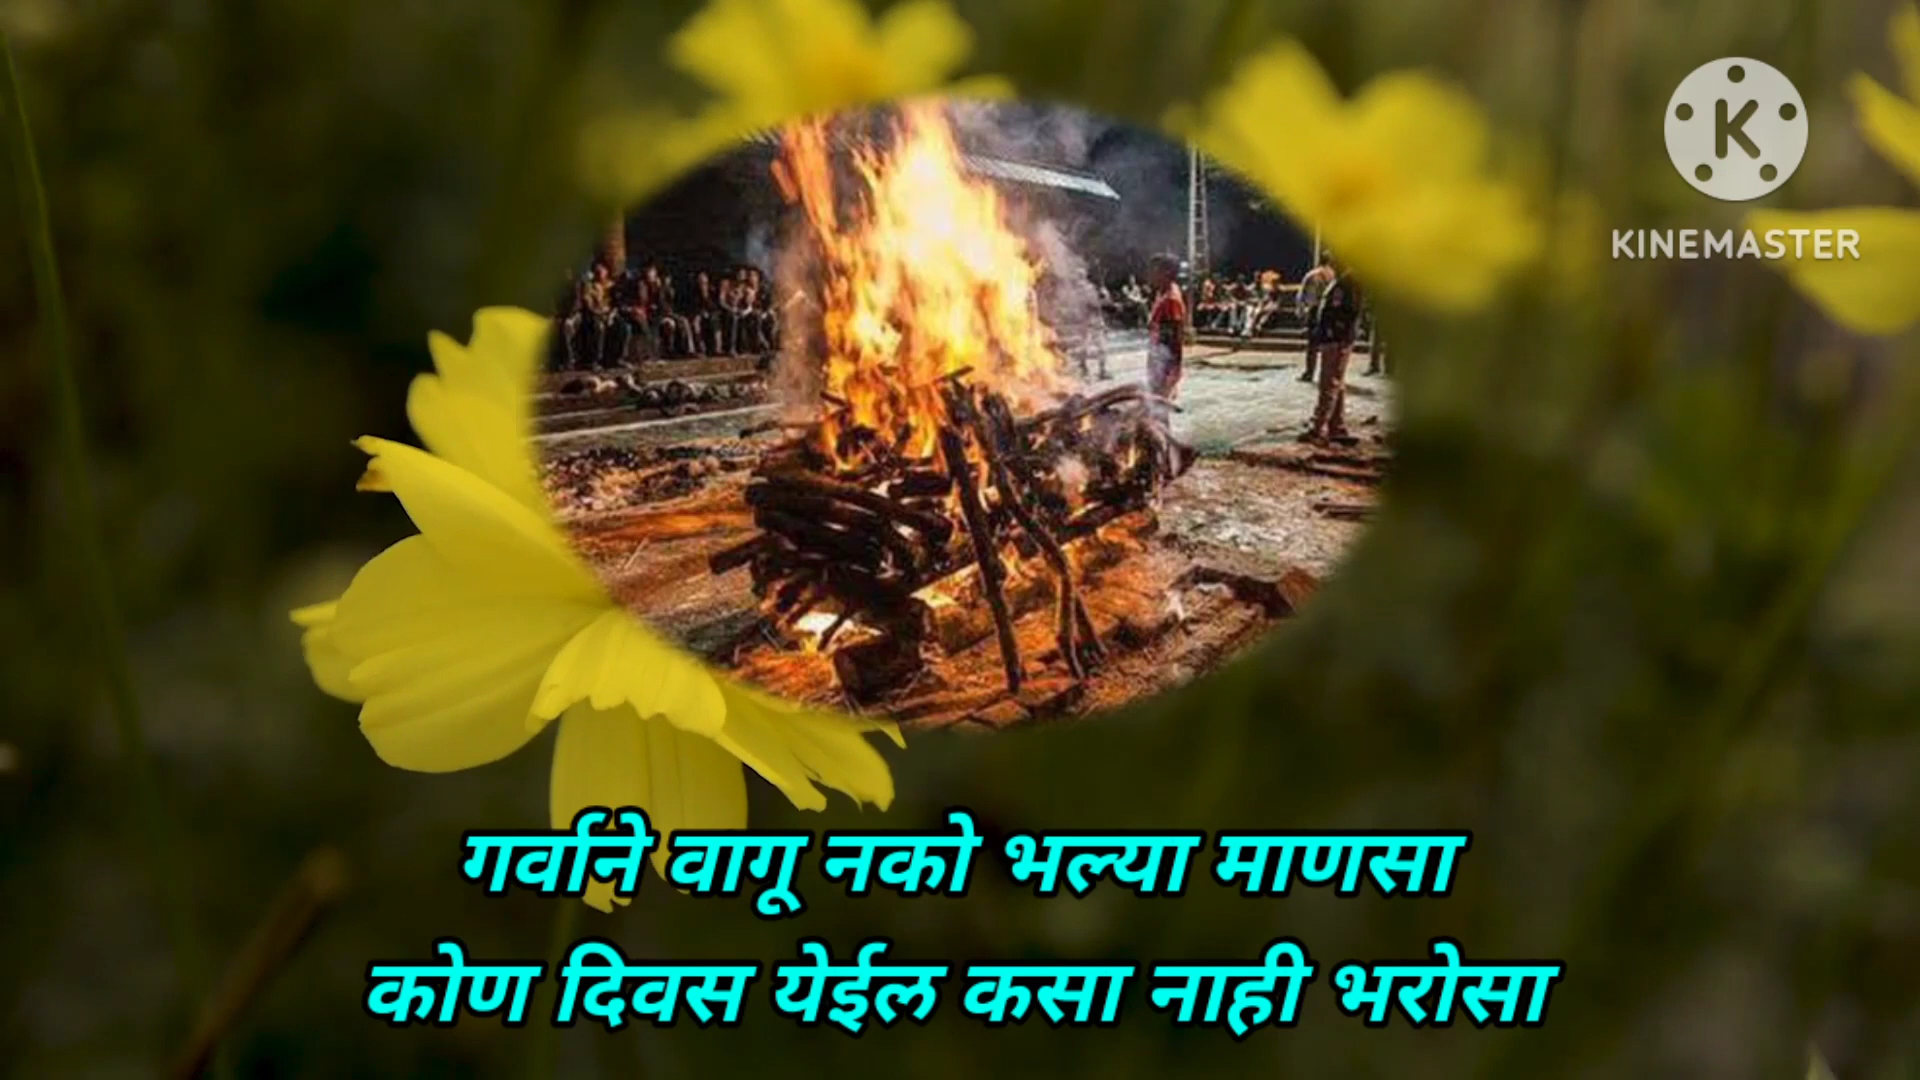 K
KINEMASTER
गर्वाने वागू नको भल्या माणसा
कोण दिवस येईल कसा नाही भरोसा